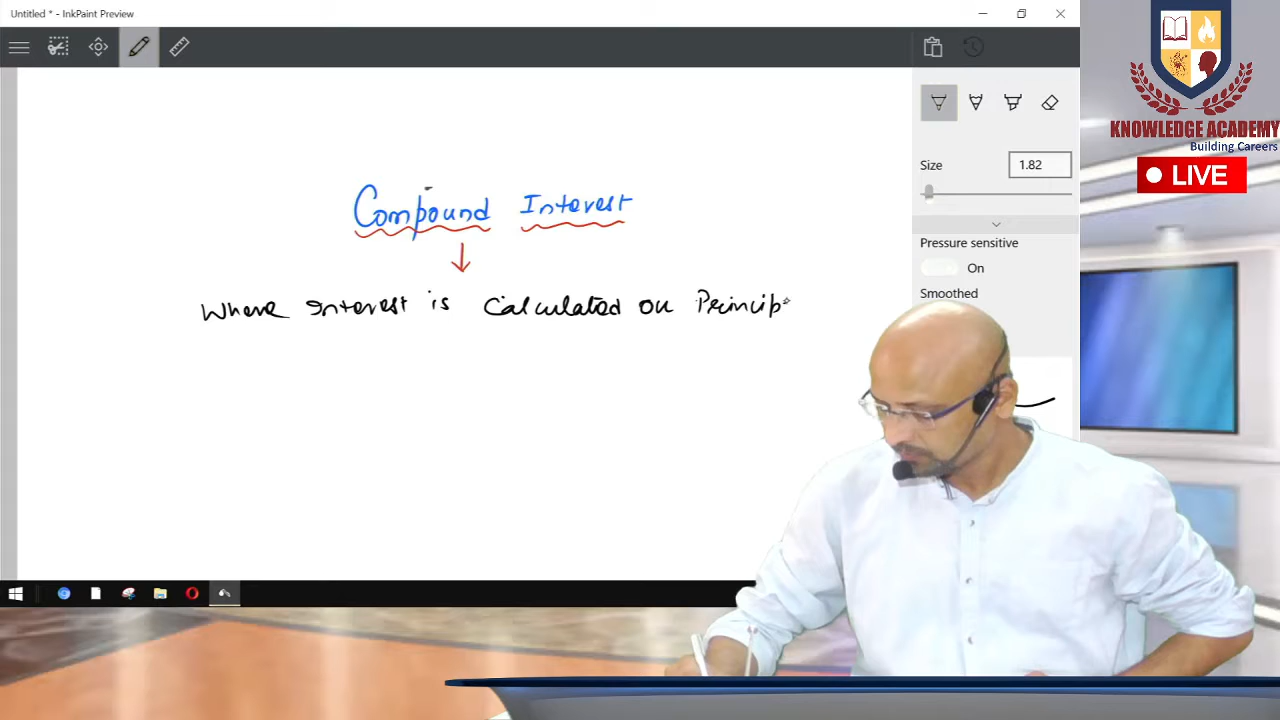 Untitled * - InkPaint Preview
Size
1.82
Pressure sensitive
On
Smoothed
Compound Interest
Where Interest is Calculated on Princip
KNOWLEDGE ACADEMY
Building Careers
LIVE